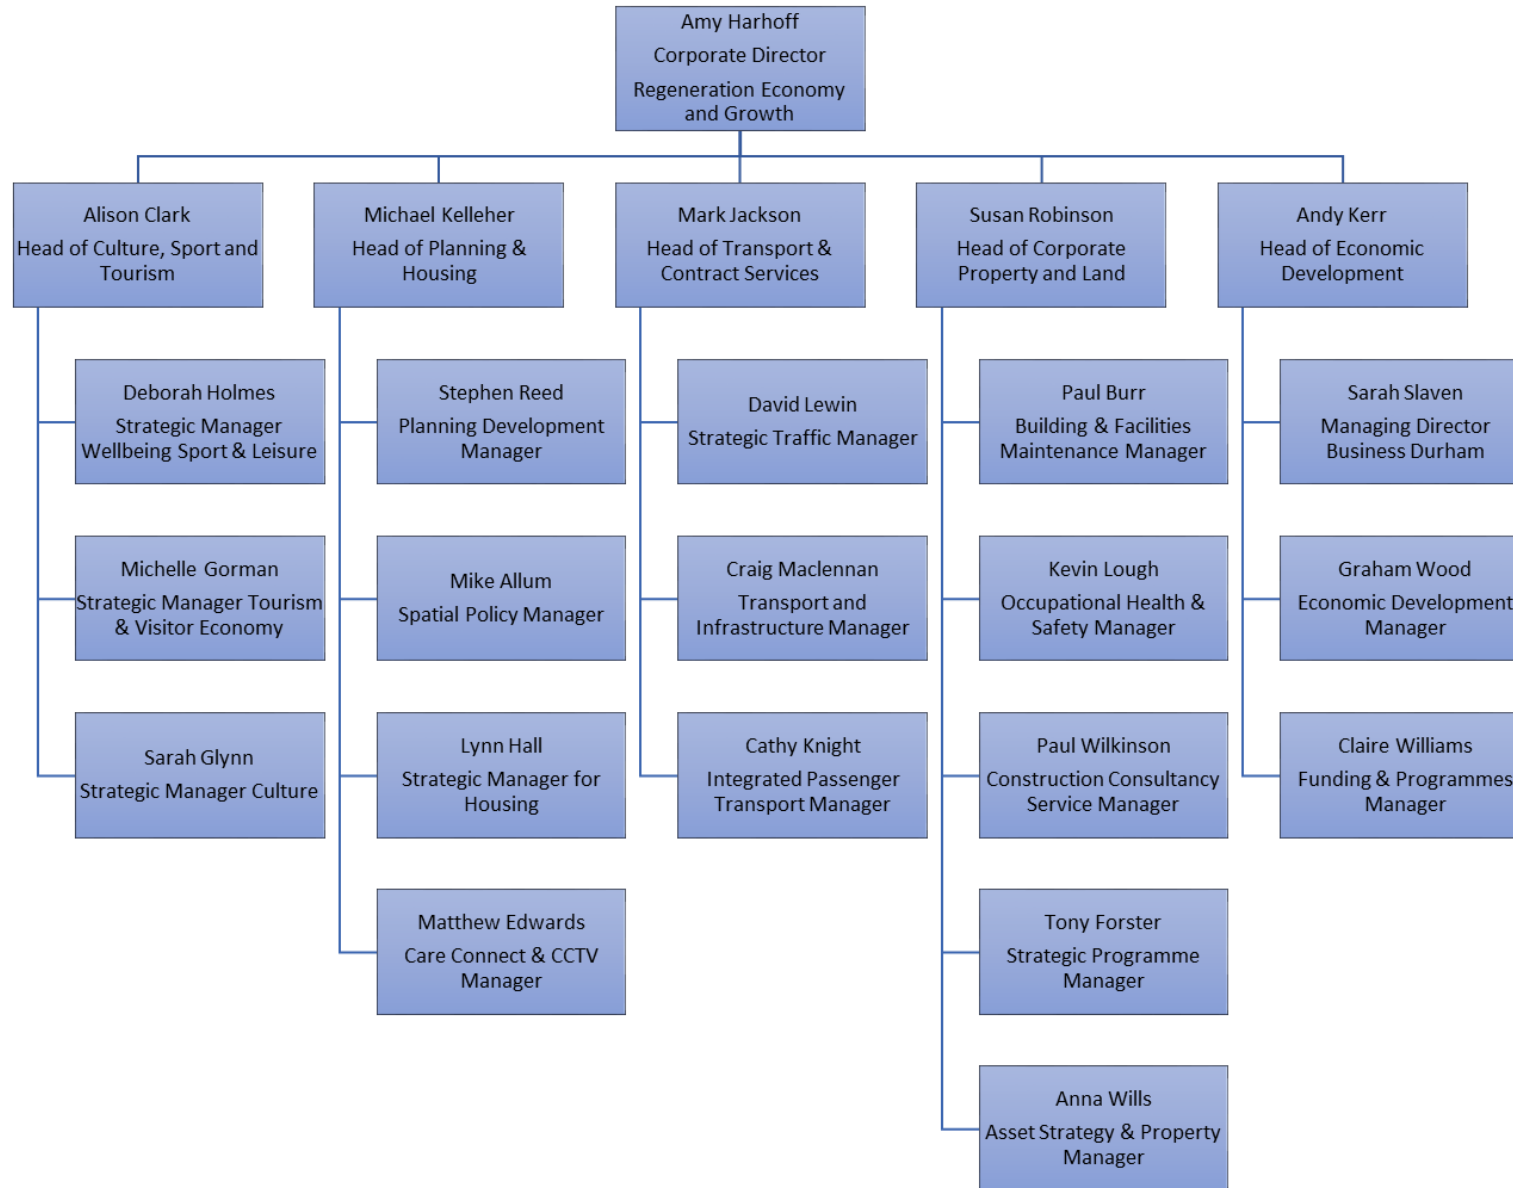 Amy Harhoff
Corporate Director
Regeneration Economy
and Growth
Alison Clark
Head of Culture, Sport and
Tourism
Deborah Holmes
Strategic Manager
Wellbeing Sport & Leisure
Michelle Gorman
Strategic Manager Tourism
& Visitor Economy
Sarah Glynn
Strategic Manager Culture
Michael Kelleher
Head of Planning &
Housing
Stephen Reed
Planning Development
Manager
Mike Allum
Spatial Policy Manager
Lynn Hall
Strategic Manager for
Housing
Matthew Edwards
Care Connect & CCTV
Manager
Mark Jackson
Head of Transport &
Contract Services
David Lewin
Strategic Traffic Manager
Craig Maclennan
Transport and
Infrastructure Manager
Cathy Knight
Integrated Passenger
Transport Manager
Susan Robinson
Head of Corporate
Property and Land
Paul Burr
Building & Facilities
Maintenance Manager
Kevin Lough
Occupational Health &
Safety Manager
Paul Wilkinson
Construction Consultancy
Service Manager
Tony Forster
Strategic Programme
Manager
Anna Wills
Asset Strategy & Property
Manager
Andy Kerr
Head of Economic
Development
Sarah Slaven
Managing Director
Business Durham
Graham Wood
Economic Development
Manager
Claire Williams
Funding & Programmes
Manager